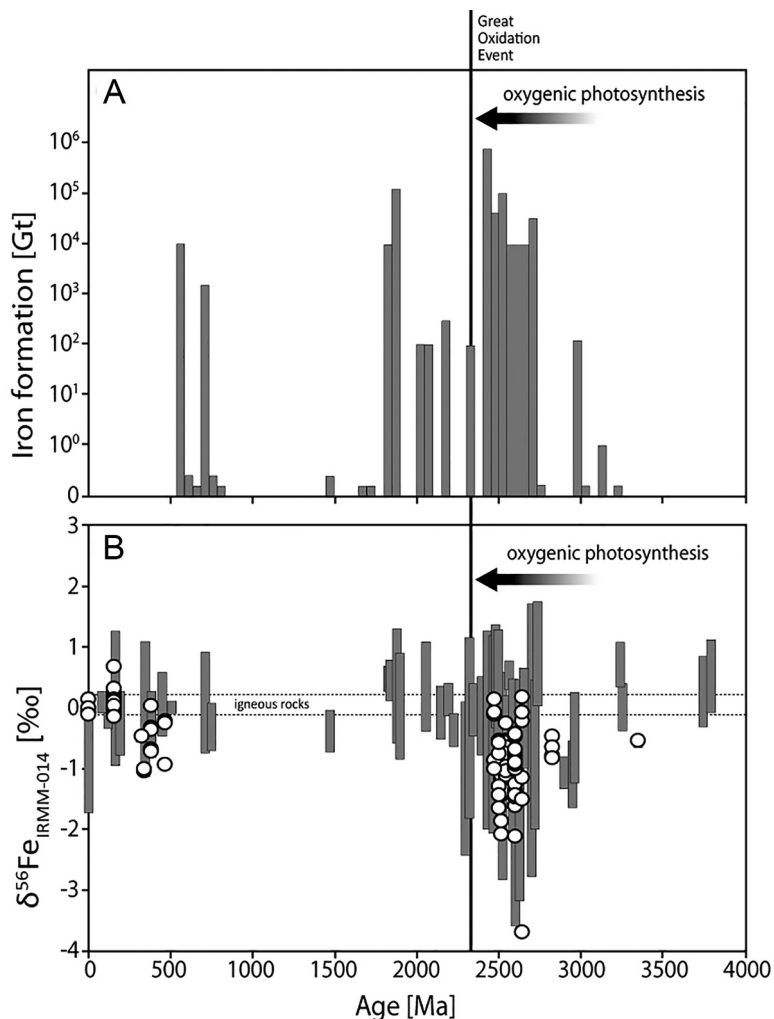 Great
Oxidation
Event
A
oxygenic photosynthesis
Iron formation [Gt]
10⁶
10⁵
10⁴
10³
10²
10¹
10⁰
0
B
oxygenic photosynthesis
igneous rocks
δ⁵⁶Fe_IRMM-014 [‰]
3
2
1
0
-1
-2
-3
-4
0 500 1000 1500 2000 2500 3000 3500 4000
Age [Ma]